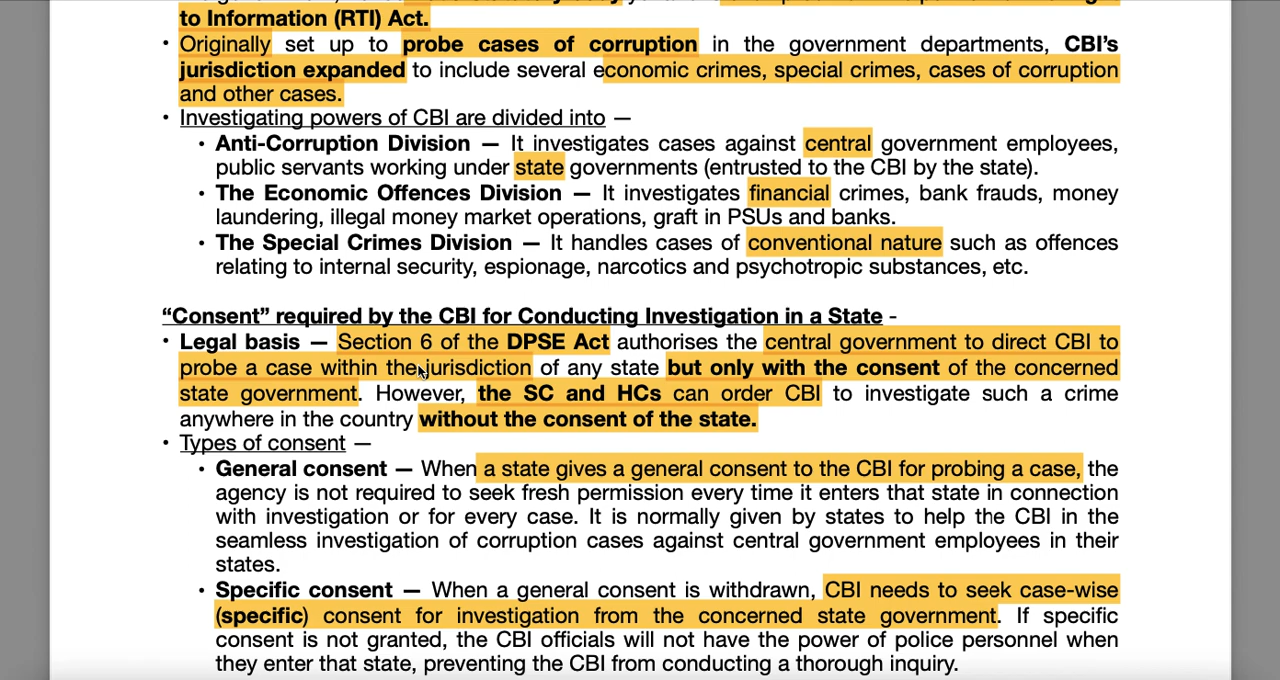 to Information (RTI) Act.
• Originally set up to probe cases of corruption in the government departments, CBI’s
jurisdiction expanded to include several economic crimes, special crimes, cases of corruption
and other cases.
• Investigating powers of CBI are divided into —
• Anti-Corruption Division — It investigates cases against central government employees,
public servants working under state governments (entrusted to the CBI by the state).
• The Economic Offences Division — It investigates financial crimes, bank frauds, money
laundering, illegal money market operations, graft in PSUs and banks.
• The Special Crimes Division — It handles cases of conventional nature such as offences
relating to internal security, espionage, narcotics and psychotropic substances, etc.
“Consent” required by the CBI for Conducting Investigation in a State -
• Legal basis — Section 6 of the DPSE Act authorises the central government to direct CBI to
probe a case within the jurisdiction of any state but only with the consent of the concerned
state government. However, the SC and HCs can order CBI to investigate such a crime
anywhere in the country without the consent of the state.
• Types of consent —
• General consent — When a state gives a general consent to the CBI for probing a case, the
agency is not required to seek fresh permission every time it enters that state in connection
with investigation or for every case. It is normally given by states to help the CBI in the
seamless investigation of corruption cases against central government employees in their
states.
• Specific consent — When a general consent is withdrawn, CBI needs to seek case-wise
(specific) consent for investigation from the concerned state government. If specific
consent is not granted, the CBI officials will not have the power of police personnel when
they enter that state, preventing the CBI from conducting a thorough inquiry.